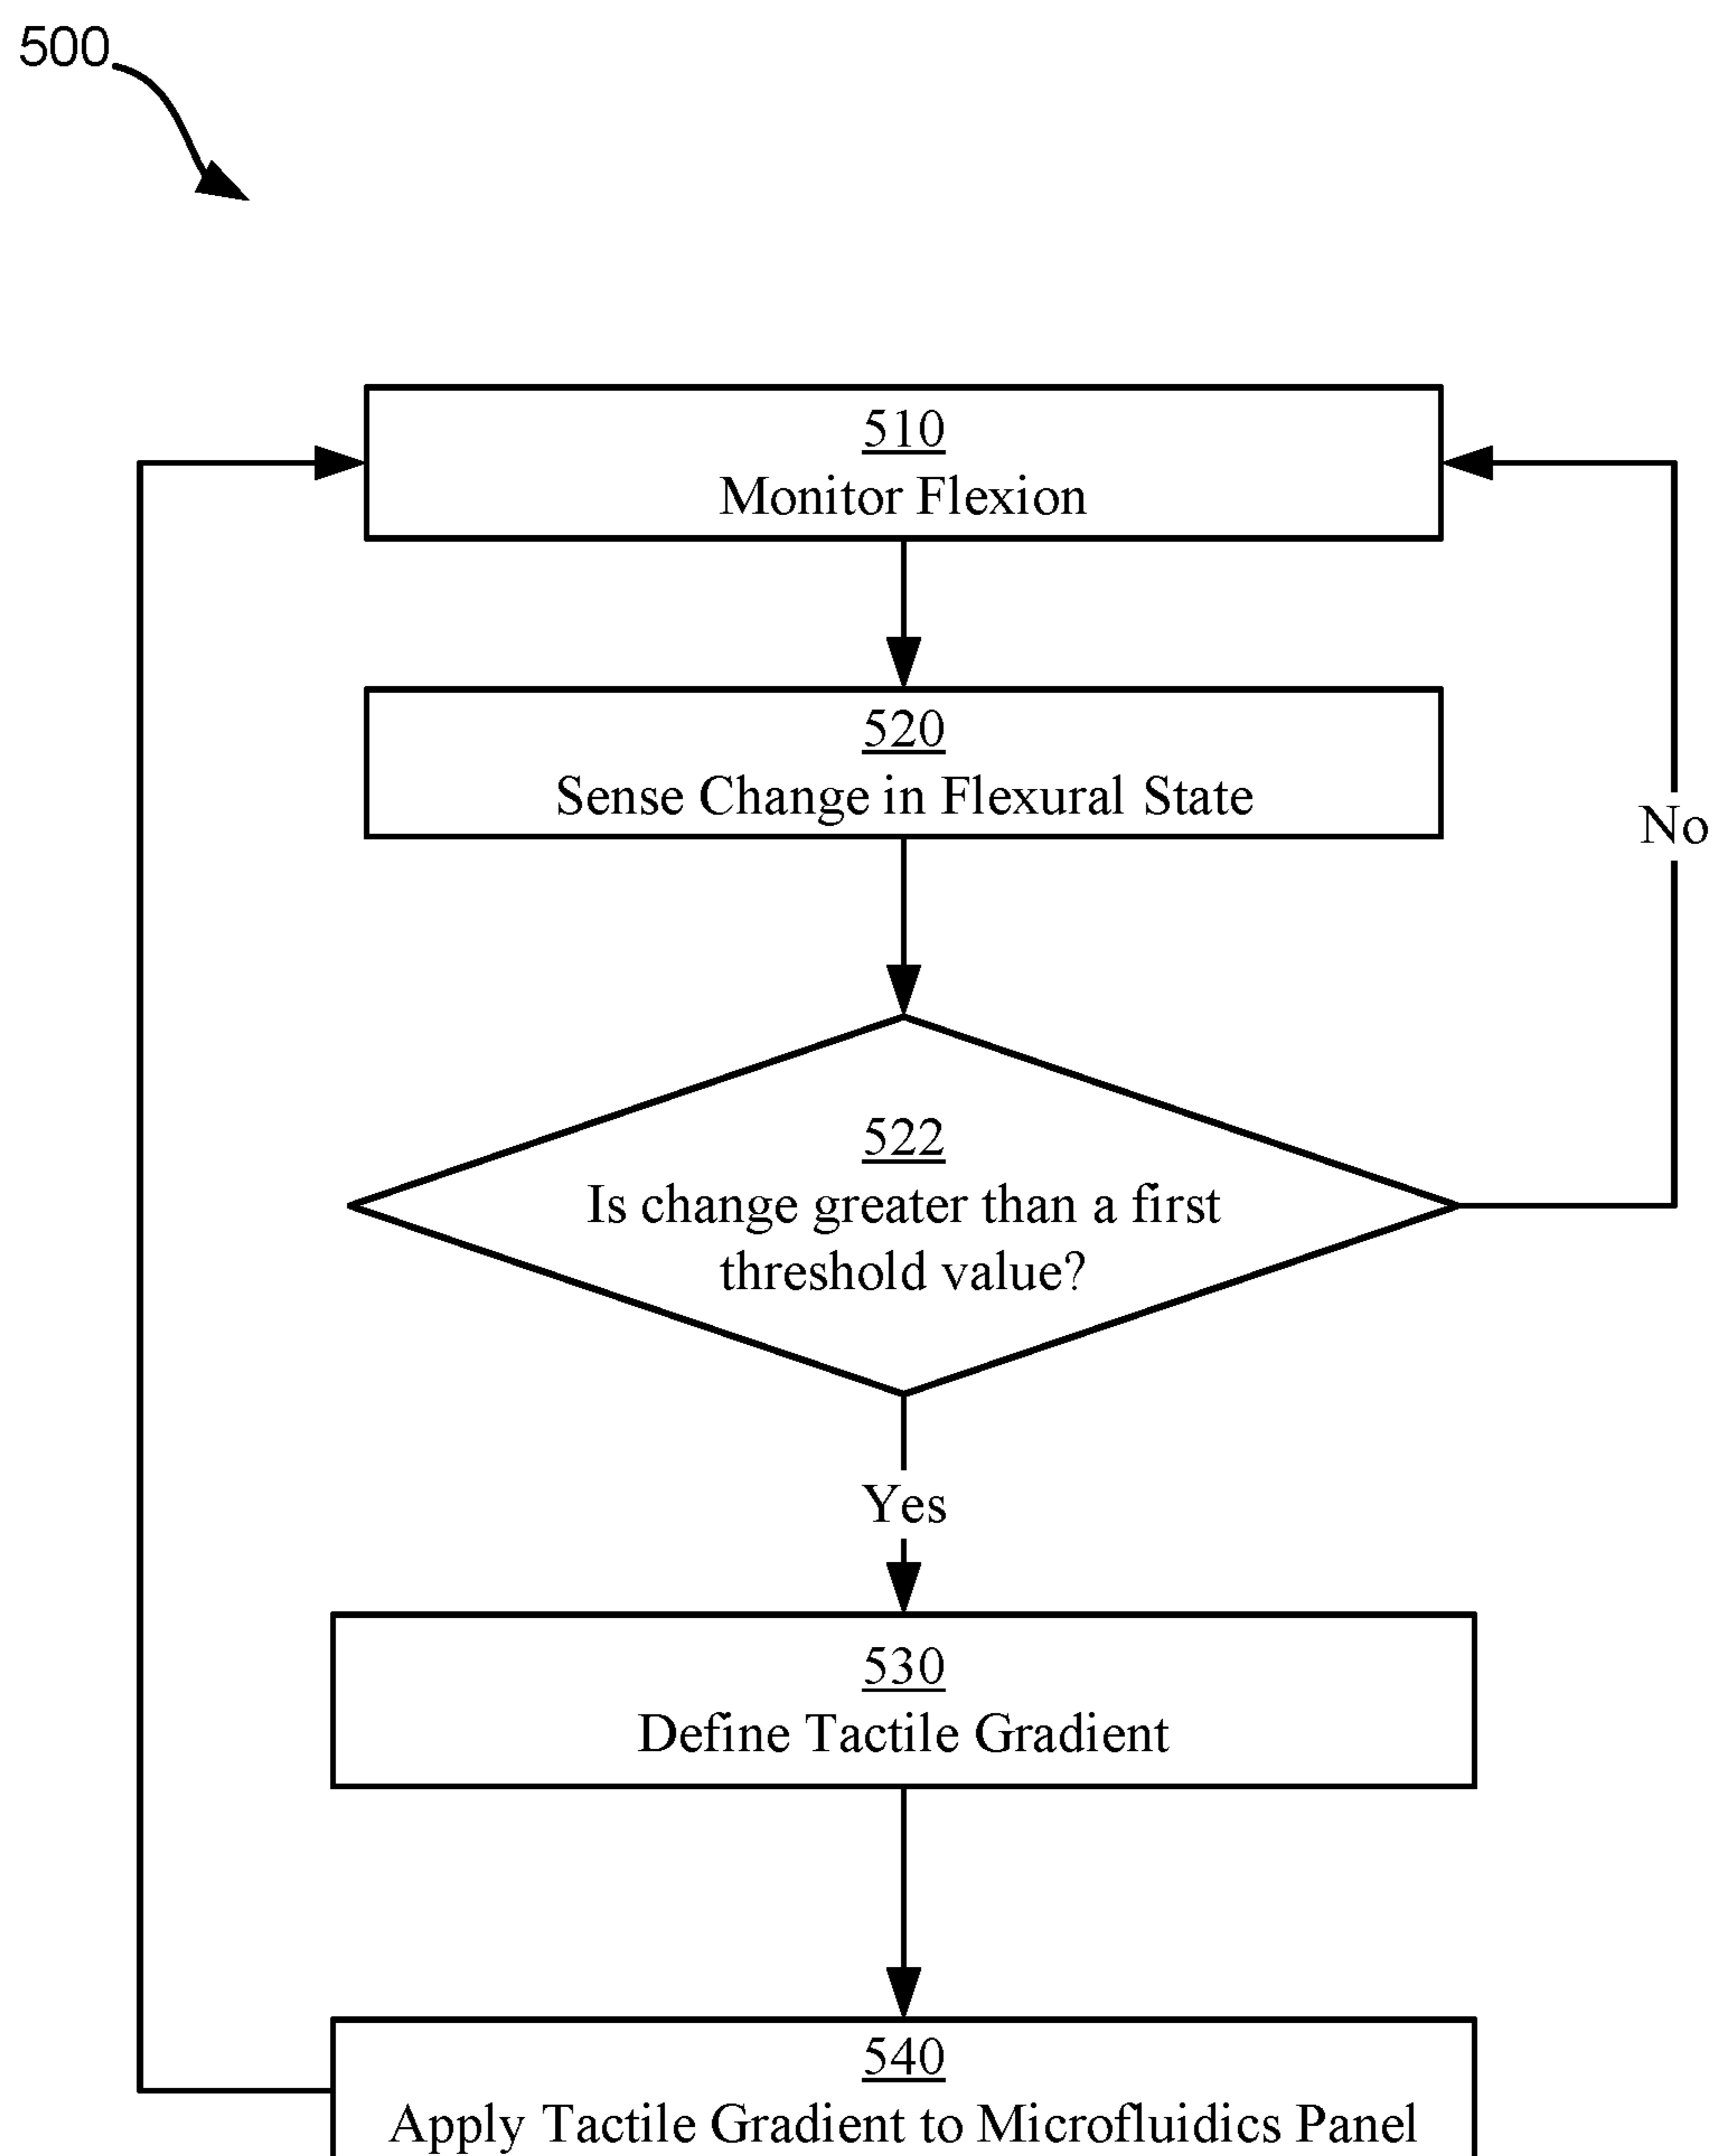 500
510
Monitor Flexion
520
Sense Change in Flexural State
No
522
Is change greater than a first
threshold value?
Yes
530
Define Tactile Gradient
540
Apply Tactile Gradient to Microfluidics Panel